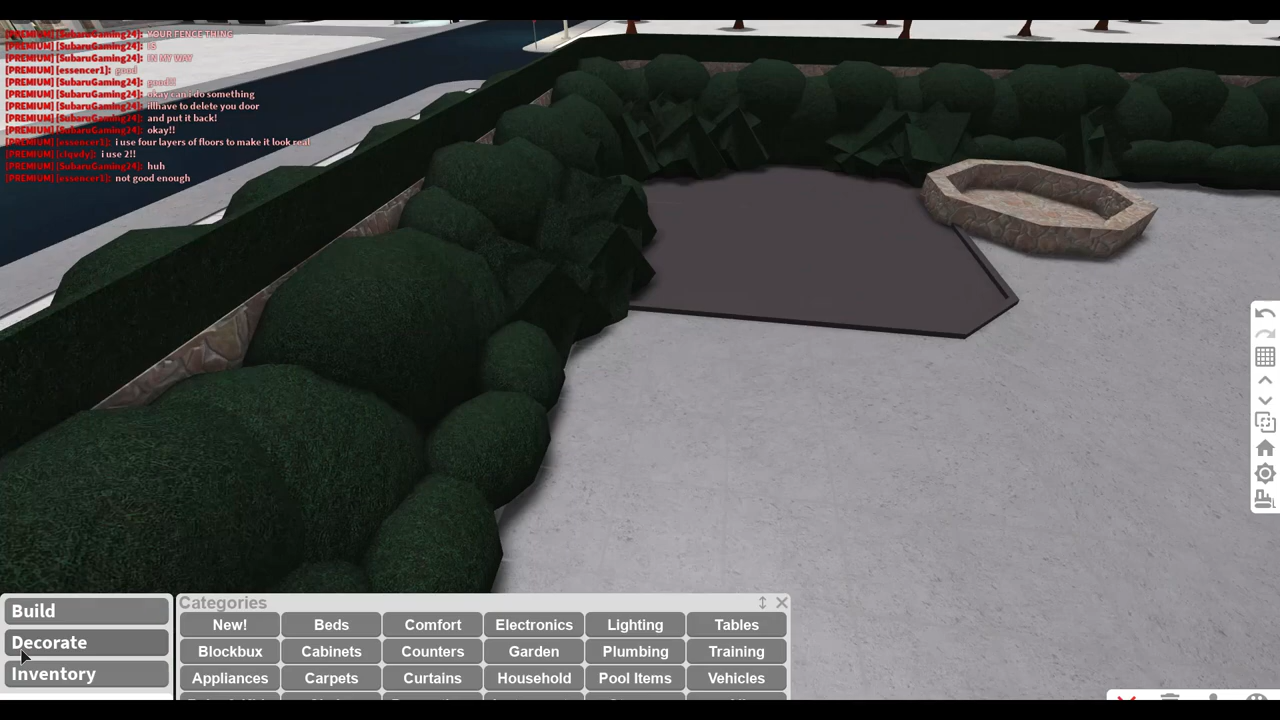 [PREMIUM] [SubaruGaming24]: YOUR FENCE THING
[PREMIUM] [SubaruGaming24]: IS
[PREMIUM] [SubaruGaming24]: IN MY WAY
[PREMIUM] [essencer1]: good
[PREMIUM] [SubaruGaming24]: good!!!
[PREMIUM] [SubaruGaming24]: okay can i do something
[PREMIUM] [SubaruGaming24]: illhave to delete you door
[PREMIUM] [SubaruGaming24]: and put it back!
[PREMIUM] [SubaruGaming24]: okay!!
[PREMIUM] [essencer1]: i use four layers of floors to make it look real
[PREMIUM] [clqvdy]: i use 2!!
[PREMIUM] [SubaruGaming24]: huh
[PREMIUM] [essencer1]: not good enough
Build
Decorate
Inventory
Categories
New! Beds Comfort Electronics Lighting Tables
Blockbux Cabinets Counters Garden Plumbing Training
Appliances Carpets Curtains Household Pool Items Vehicles